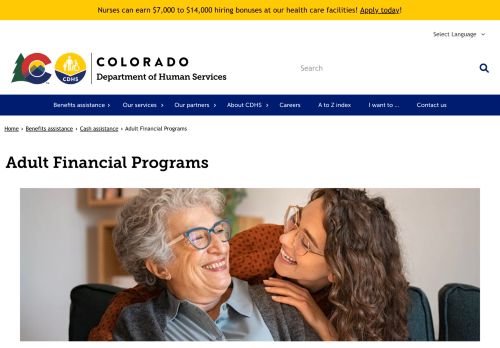 Nurses can earn $7,000 to $14,000 hiring bonuses at our health care facilities! Apply today!
Select Language
CDHS
COLORADO
Department of Human Services
Search
Benefits assistance
Our services
Our partners
About CDHS
Careers
A to Z index
I want to ...
Contact us
Home › Benefits assistance › Cash assistance › Adult Financial Programs
Adult Financial Programs